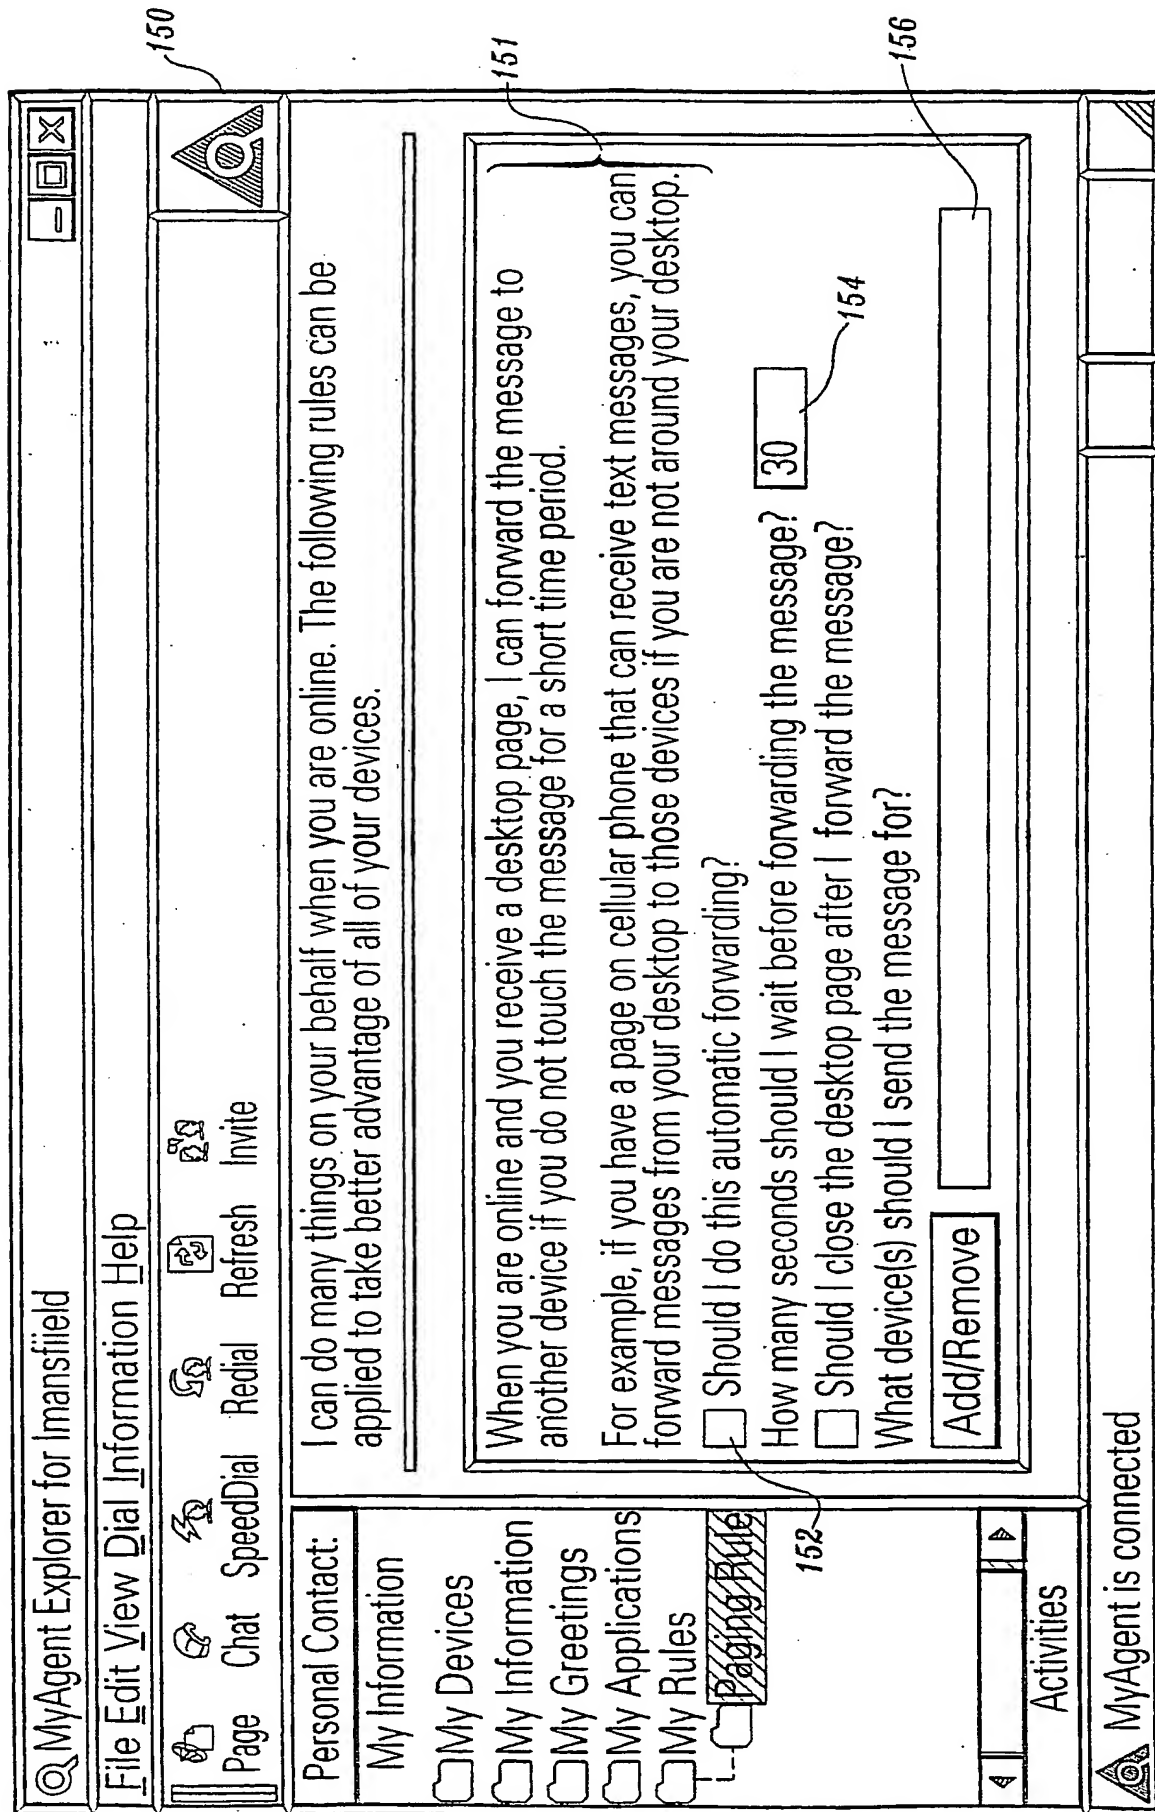 MyAgent Explorer for Imansfiield
File Edit View Dial Information Help
Page Chat SpeedDial Redial Refresh Invite
Personal Contact:
My Information
My Devices
My Information
My Greetings
My Applications
My Rules
Paging Rule
Activities
I can do many things on your behalf when you are online. The following rules can be
applied to take better advantage of all of your devices.
When you are online and you receive a desktop page, I can forward the message to
another device if you do not touch the message for a short time period.
For example, if you have a page on cellular phone that can receive text messages, you can
forward messages from your desktop to those devices if you are not around your desktop.
Should I do this automatic forwarding?
How many seconds should I wait before forwarding the message? 30
Should I close the desktop page after I forward the message?
What device(s) should I send the message for?
Add/Remove
MyAgent is connected
150
151
152
154
156